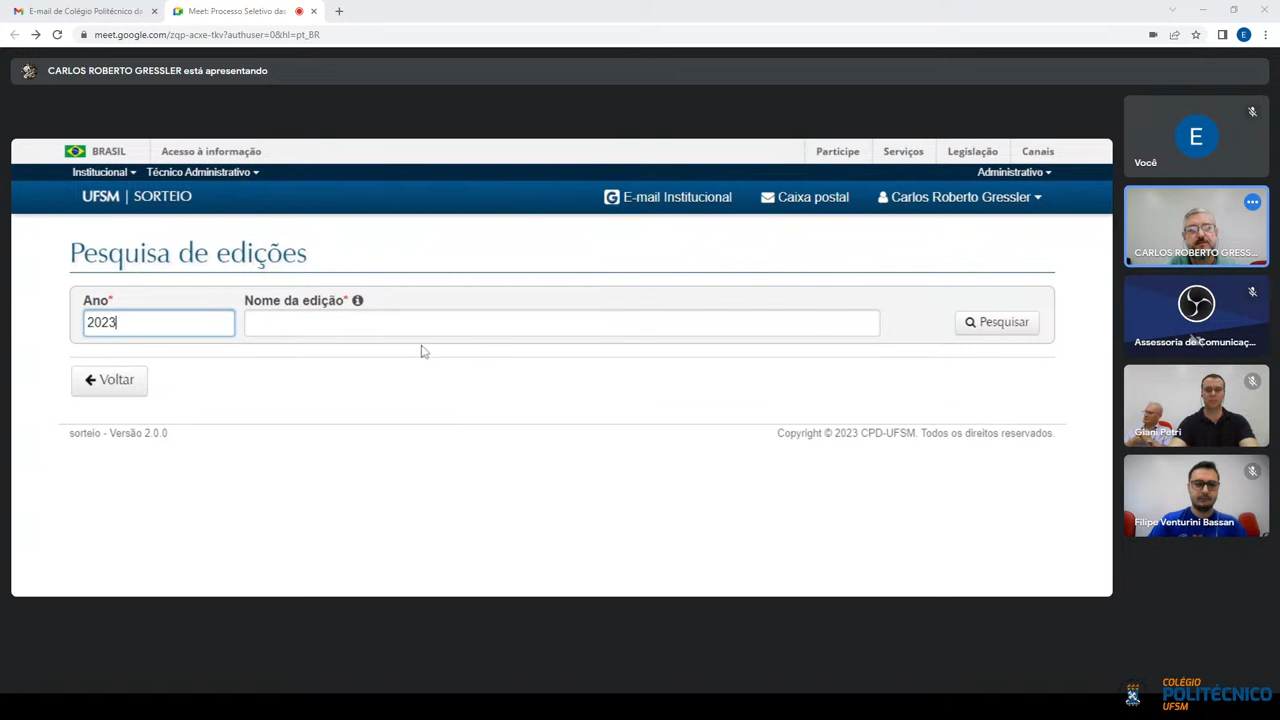 E-mail de Colégio Politécnico da
Meet: Processo Seletivo das
meet.google.com/zqp-acxe-tkv?authuser=0&hl=pt_BR
E
CARLOS ROBERTO GRESSLER está apresentando
BRASIL
Acesso à informação
Participe
Serviços
Legislação
Canais
Institucional
Técnico Administrativo
Administrativo
UFSM | SORTEIO
E-mail Institucional
Caixa postal
Carlos Roberto Gressler
Pesquisa de edições
Ano*
Nome da edição*
2023
Pesquisar
Voltar
sorteio - Versão 2.0.0
Copyright © 2023 CPD-UFSM. Todos os direitos reservados.
E
Você
CARLOS ROBERTO GRESS...
Assessoria de Comunicaç...
Giani Petri
Filipe Venturini Bassan
COLÉGIO
POLITÉCNICO
UFSM